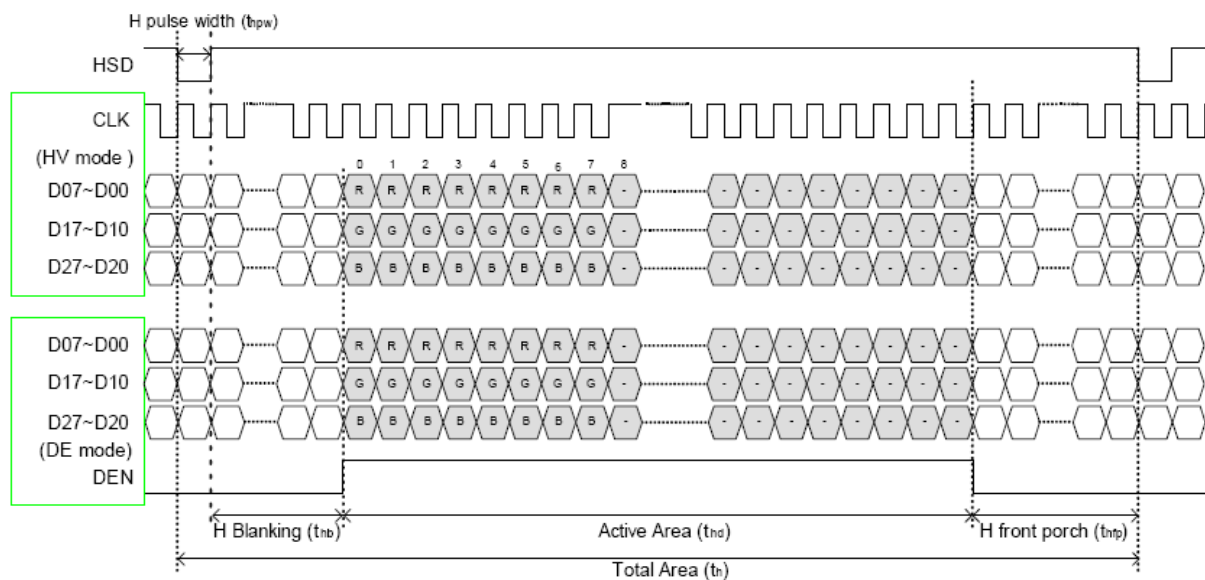 H pulse width (thpw)
HSD
CLK
(HV mode )
0 1 2 3 4 5 6 7 8
D07~D00 R R R R R R R R - - - - - - - - -
D17~D10 G G G G G G G G - - - - - - - - -
D27~D20 B B B B B B B B - - - - - - - - -
D07~D00 R R R R R R R R - - - - - - - - -
D17~D10 G G G G G G G G - - - - - - - - -
D27~D20 B B B B B B B B - - - - - - - - -
(DE mode)
DEN
H Blanking (thb) Active Area (thd) H front porch (thfp)
Total Area (th)